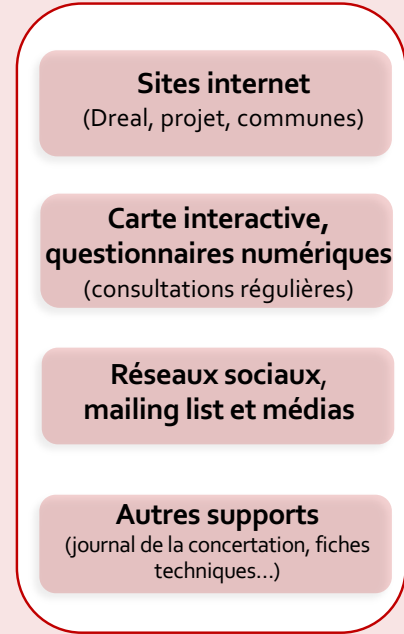 Sites internet
(Dreal, projet, communes)
Carte interactive,
questionnaires numériques
(consultations régulières)
Réseaux sociaux,
mailing list et médias
Autres supports
(journal de la concertation, fiches
techniques…)